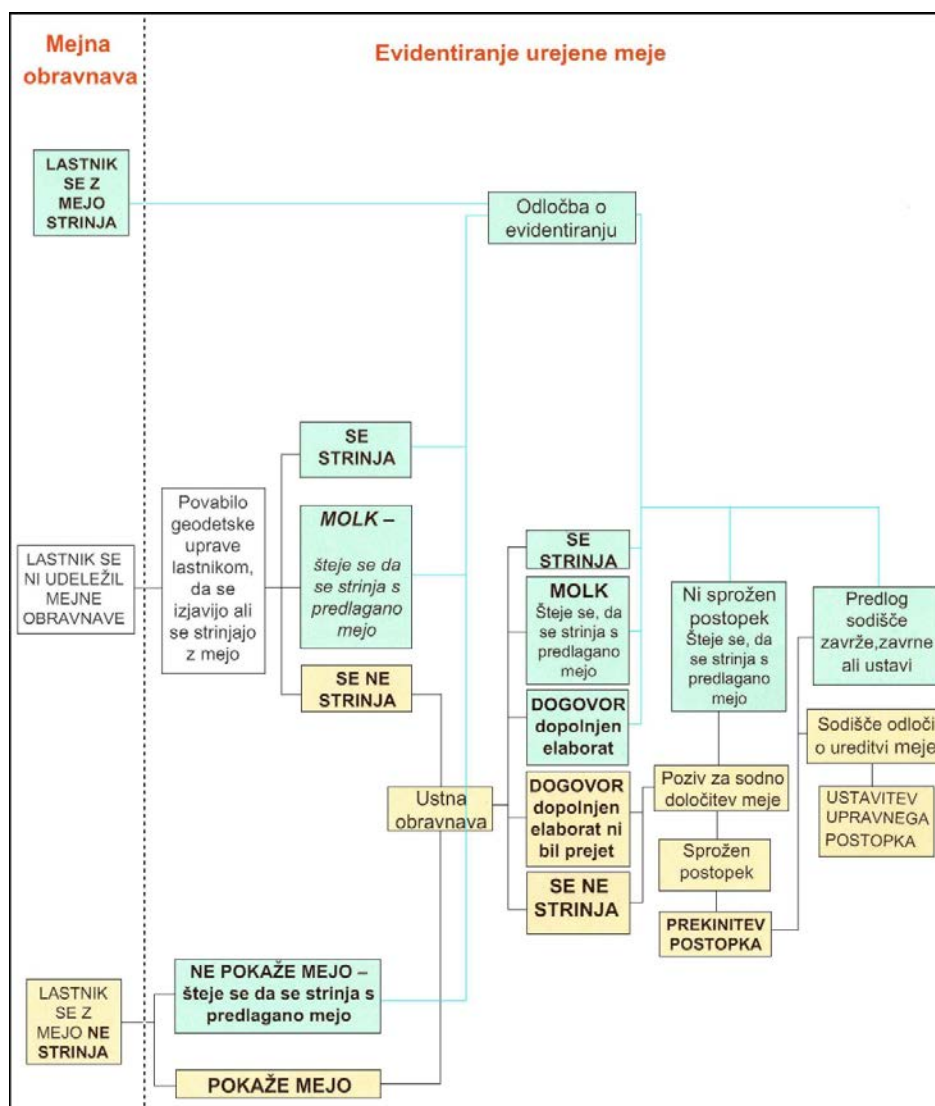 Mejna
obravnava
Evidentiranje urejene meje
LASTNIK
SE Z
MEJO
STRINJA
Odločba o
evidentiranju
SE
STRINJA
Povabilo
geodetske
uprave
lastnikom,
da se
izjavijo ali
se strinjajo
z mejo
MOLK –
šteje se da
se strinja s
predlagano
mejo
LASTNIK SE
NI UDELEŽIL
MEJNE
OBRAVNAVE
SE NE
STRINJA
Ustna
obravnava
SE
STRINJA
MOLK
Šteje se, da
se strinja s
predlagano
mejo
DOGOVOR
dopolnjen
elaborat
DOGOVOR
dopolnjen
elaborat ni
bil prejet
SE NE
STRINJA
Ni sprožen
postopek
Šteje se, da
se strinja s
predlagano
mejo
Poziv za sodno
določitev meje
Sprožen
postopek
PREKINITEV
POSTOPKA
Predlog
sodišče
zavrže,zavrne
ali ustavi
Sodišče odloči
o ureditvi meje
USTAVITEV
UPRAVNEGA
POSTOPKA
LASTNIK
SE Z
MEJO NE
STRINJA
NE POKAŽE MEJO –
šteje se da se strinja s
predlagano mejo
POKAŽE MEJO